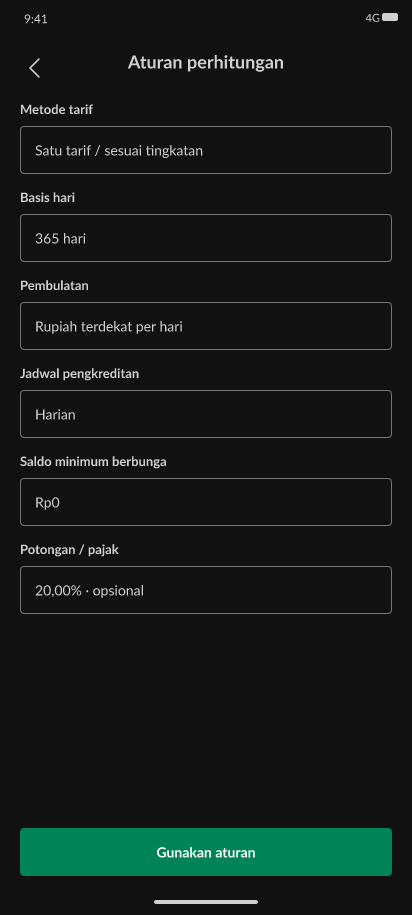 9:41
4G
Aturan perhitungan
Metode tarif
Satu tarif / sesuai tingkatan
Basis hari
365 hari
Pembulatan
Rupiah terdekat per hari
Jadwal pengkreditan
Harian
Saldo minimum berbunga
Rp0
Potongan / pajak
20,00% · opsional
Gunakan aturan